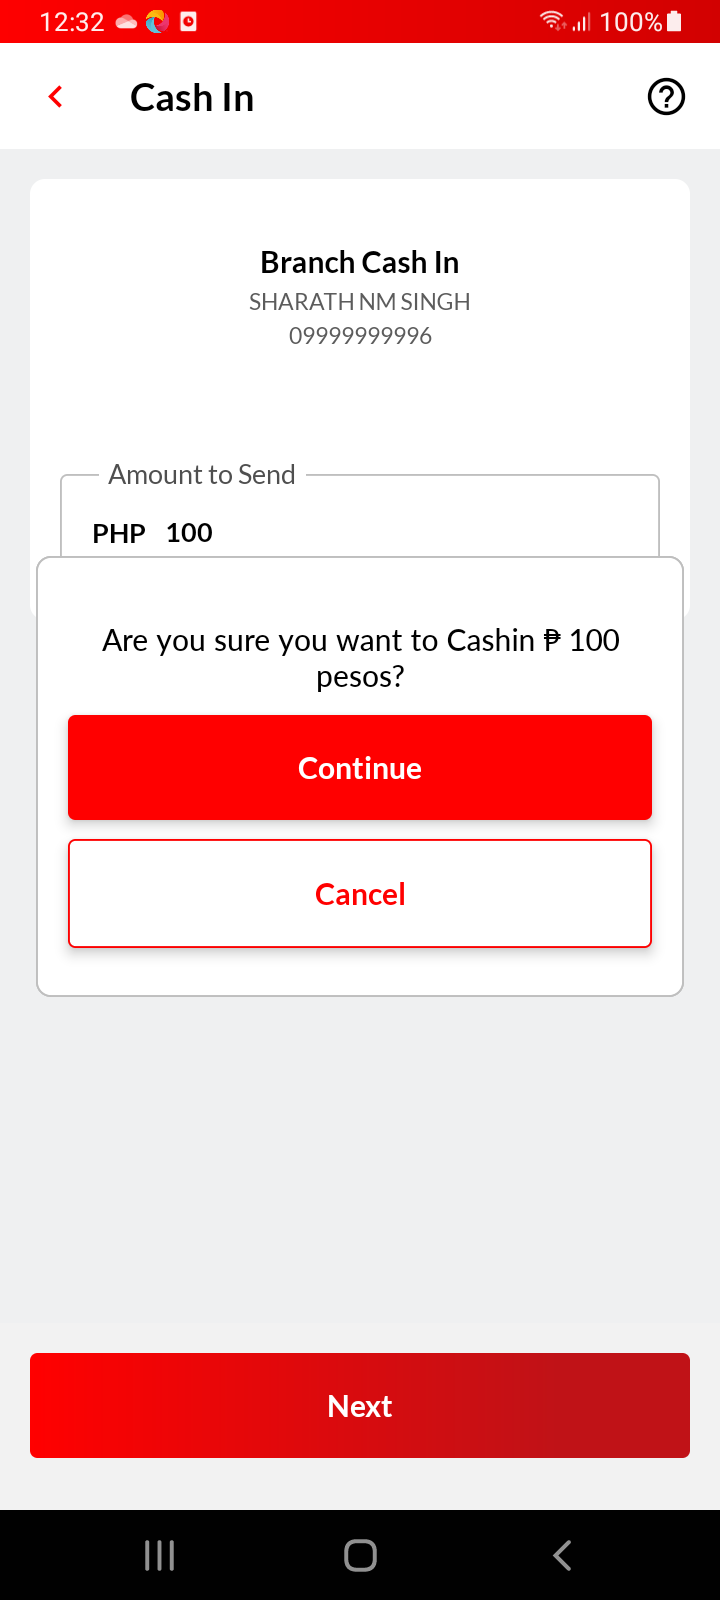 12:32 100%
Cash In
Branch Cash In
SHARATH NM SINGH
09999999996
Amount to Send
PHP 100
Are you sure you want to Cashin ₱ 100
pesos?
Continue
Cancel
Next